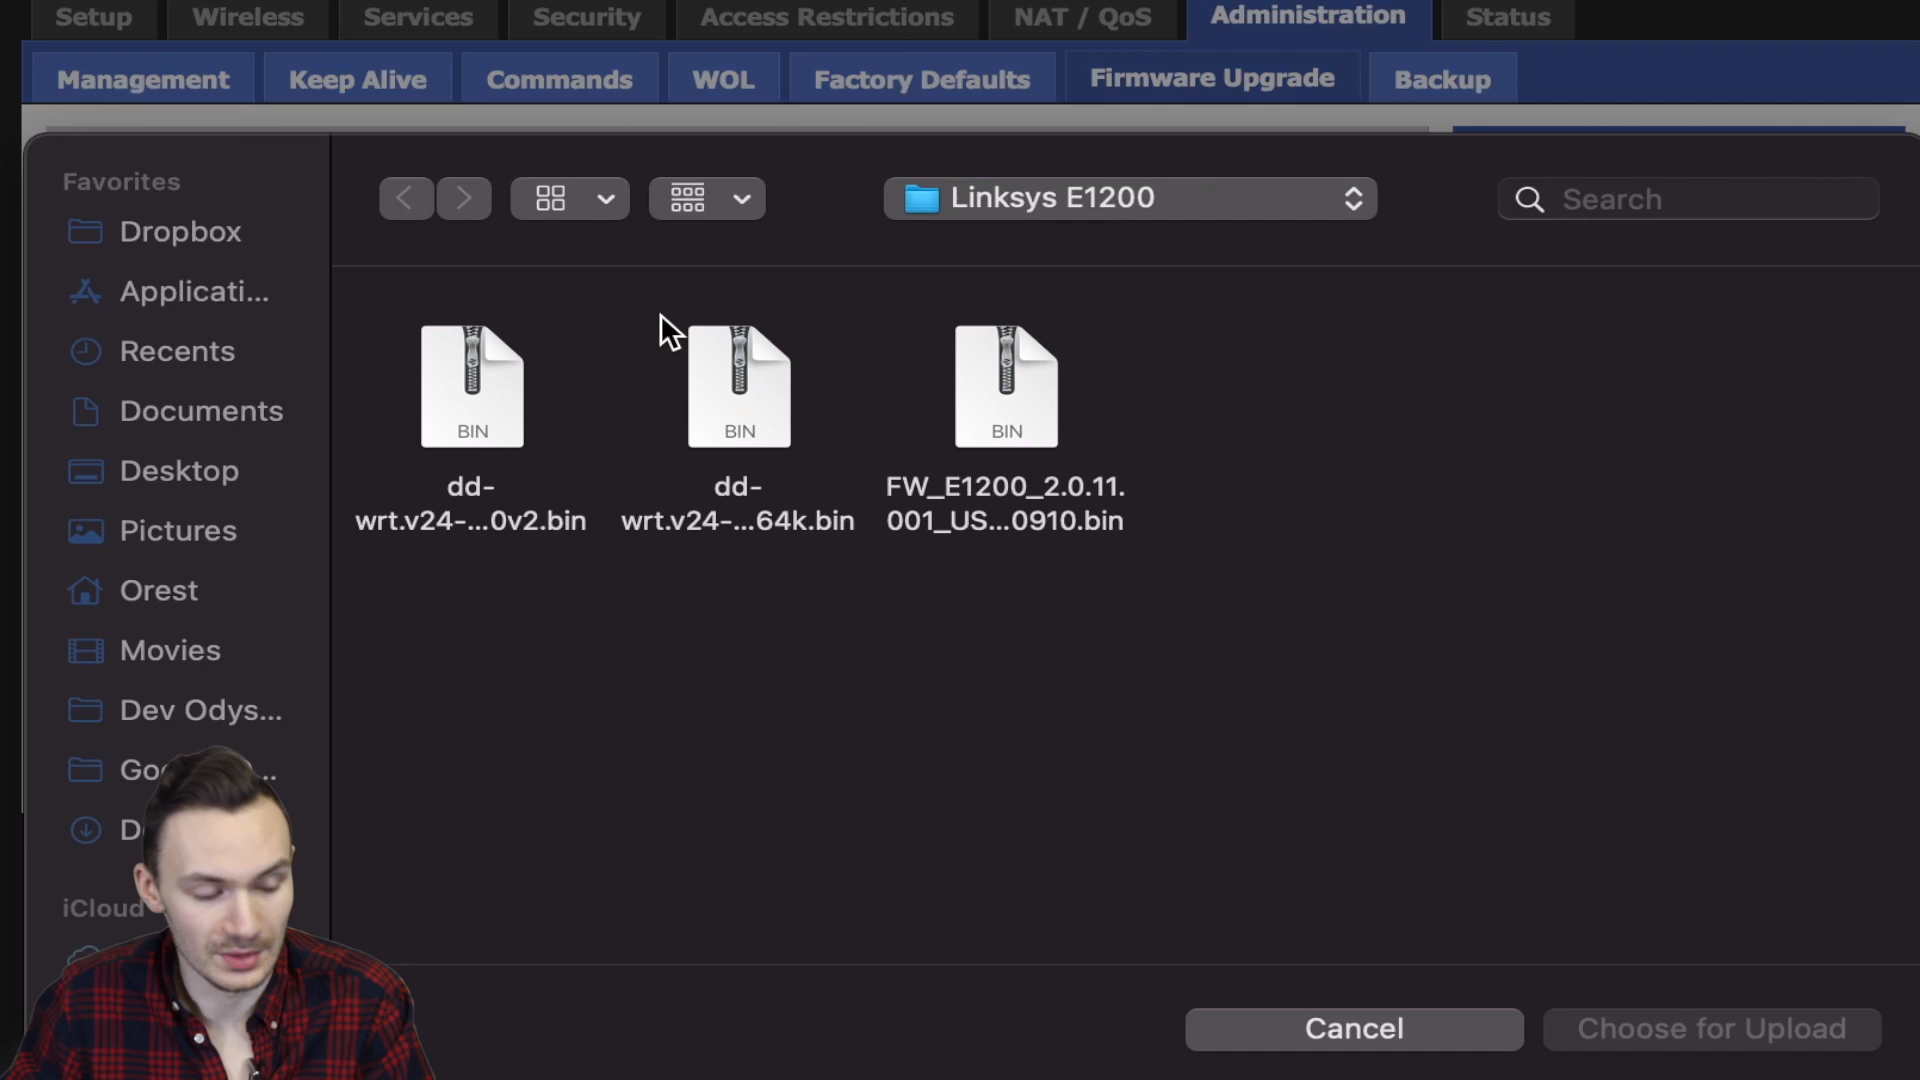 Setup Wireless Services Security Access Restrictions NAT / QoS Administration Status
Management Keep Alive Commands WOL Factory Defaults Firmware Upgrade Backup
Favorites
Dropbox
Applicati...
Recents
Documents
Desktop
Pictures
Orest
Movies
Dev Odys...
iCloud
Linksys E1200
Search
BIN
dd-
wrt.v24-...0v2.bin
BIN
dd-
wrt.v24-...64k.bin
BIN
FW_E1200_2.0.11.
001_US...0910.bin
Cancel Choose for Upload